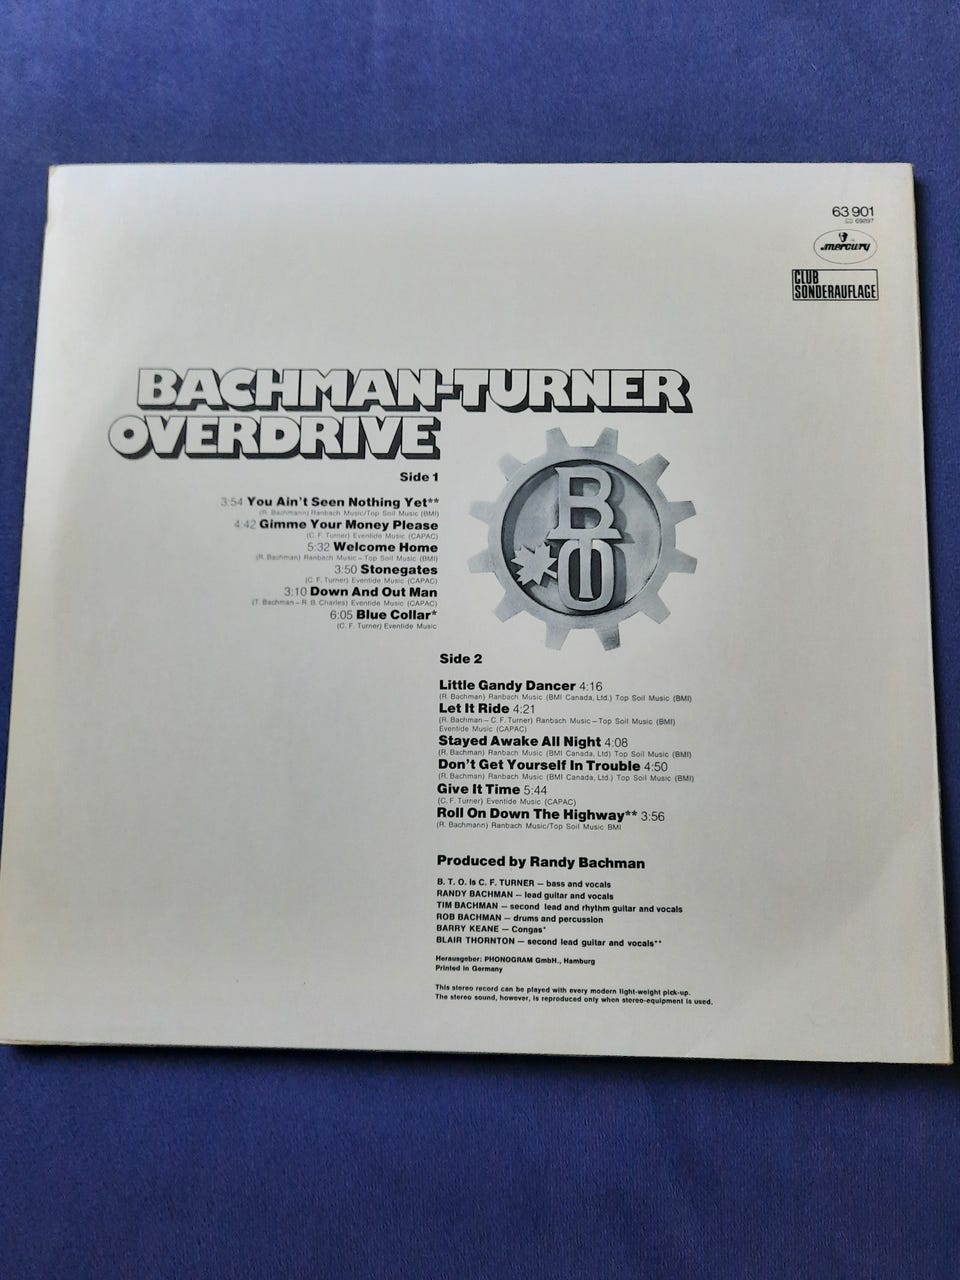 63 901
69897
mercury
CLUB
SONDERAUFLAGE
BACHMAN-TURNER
OVERDRIVE
Side 1
3:54 You Ain't Seen Nothing Yet**
(R. Bachmann) Ranbach Music/Top Soil Music (BMI)
4:42 Gimme Your Money Please
(C. F. Turner) Eventide Music (CAPAC)
5:32 Welcome Home
(R. Bachman) Ranbach Music – Top Soil Music (BMI)
3:50 Stonegates
(C. F. Turner) Eventide Music (CAPAC)
3:10 Down And Out Man
(T. Bachman – R. B. Charles) Eventide Music (CAPAC)
6:05 Blue Collar*
(C. F. Turner) Eventide Music
BTO
Side 2
Little Gandy Dancer 4:16
(R. Bachman) Ranbach Music (BMI Canada, Ltd.) Top Soil Music (BMI)
Let It Ride 4:21
(R. Bachman – C. F. Turner) Ranbach Music – Top Soil Music (BMI)
Eventide Music (CAPAC)
Stayed Awake All Night 4:08
(R. Bachman) Ranbach Music (BMI Canada, Ltd) Top Soil Music (BMI)
Don't Get Yourself In Trouble 4:50
(R. Bachman) Ranbach Music (BMI Canada, Ltd.) Top Soil Music (BMI)
Give It Time 5:44
(C. F. Turner) Eventide Music (CAPAC)
Roll On Down The Highway** 3:56
(R. Bachmann) Ranbach Music/Top Soil Music BMI
Produced by Randy Bachman
B. T. O. Is C. F. TURNER – bass and vocals
RANDY BACHMAN – lead guitar and vocals
TIM BACHMAN – second lead and rhythm guitar and vocals
ROB BACHMAN – drums and percussion
BARRY KEANE – Congas*
BLAIR THORNTON – second lead guitar and vocals**
Herausgeber: PHONOGRAM GmbH., Hamburg
Printed in Germany
This stereo record can be played with every modern light-weight pick-up.
The stereo sound, however, is reproduced only when stereo-equipment is used.